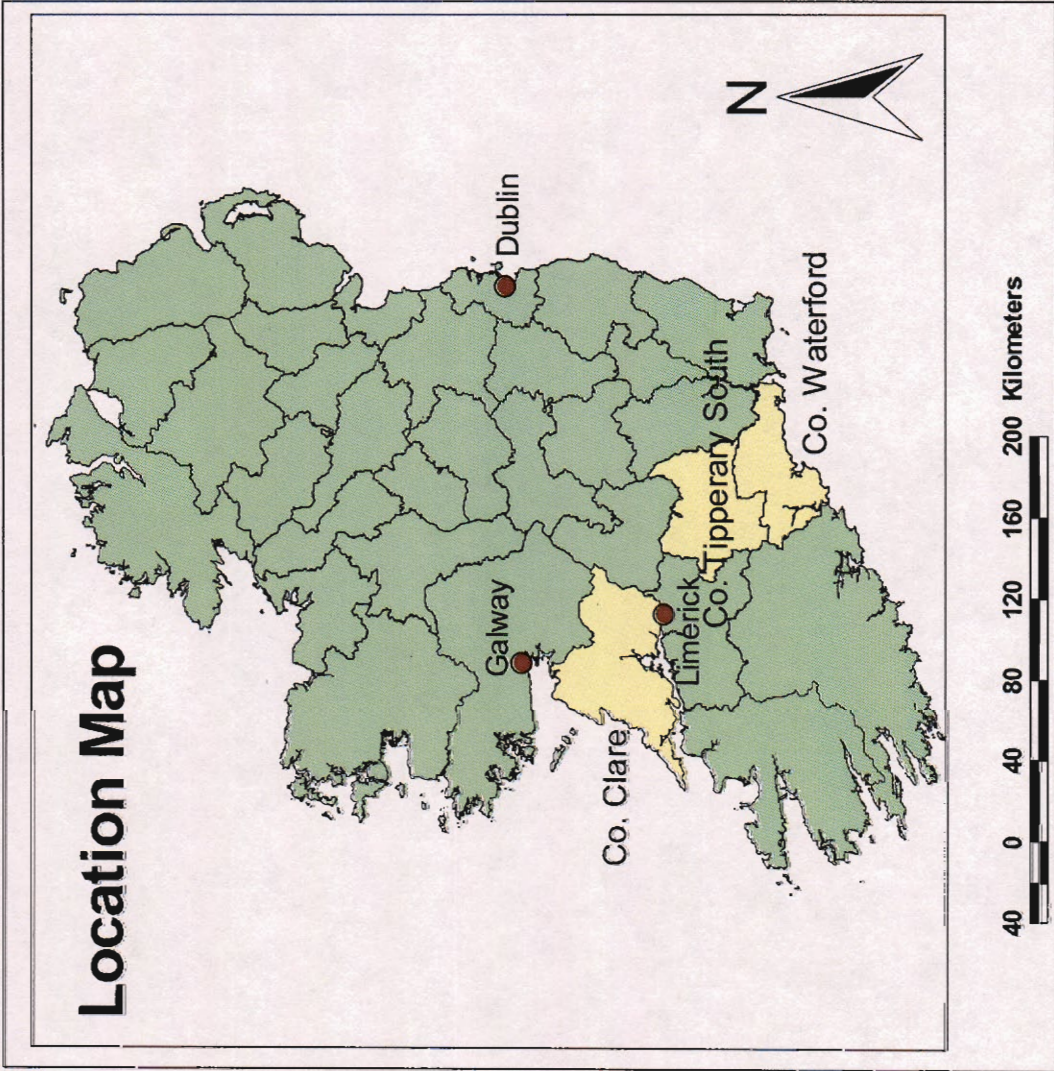 Location Map
N
Dublin
Galway
Limerick
Co. Tipperary South
Co. Clare
Co. Waterford
40 0 40 80 120 160 200 Kilometers